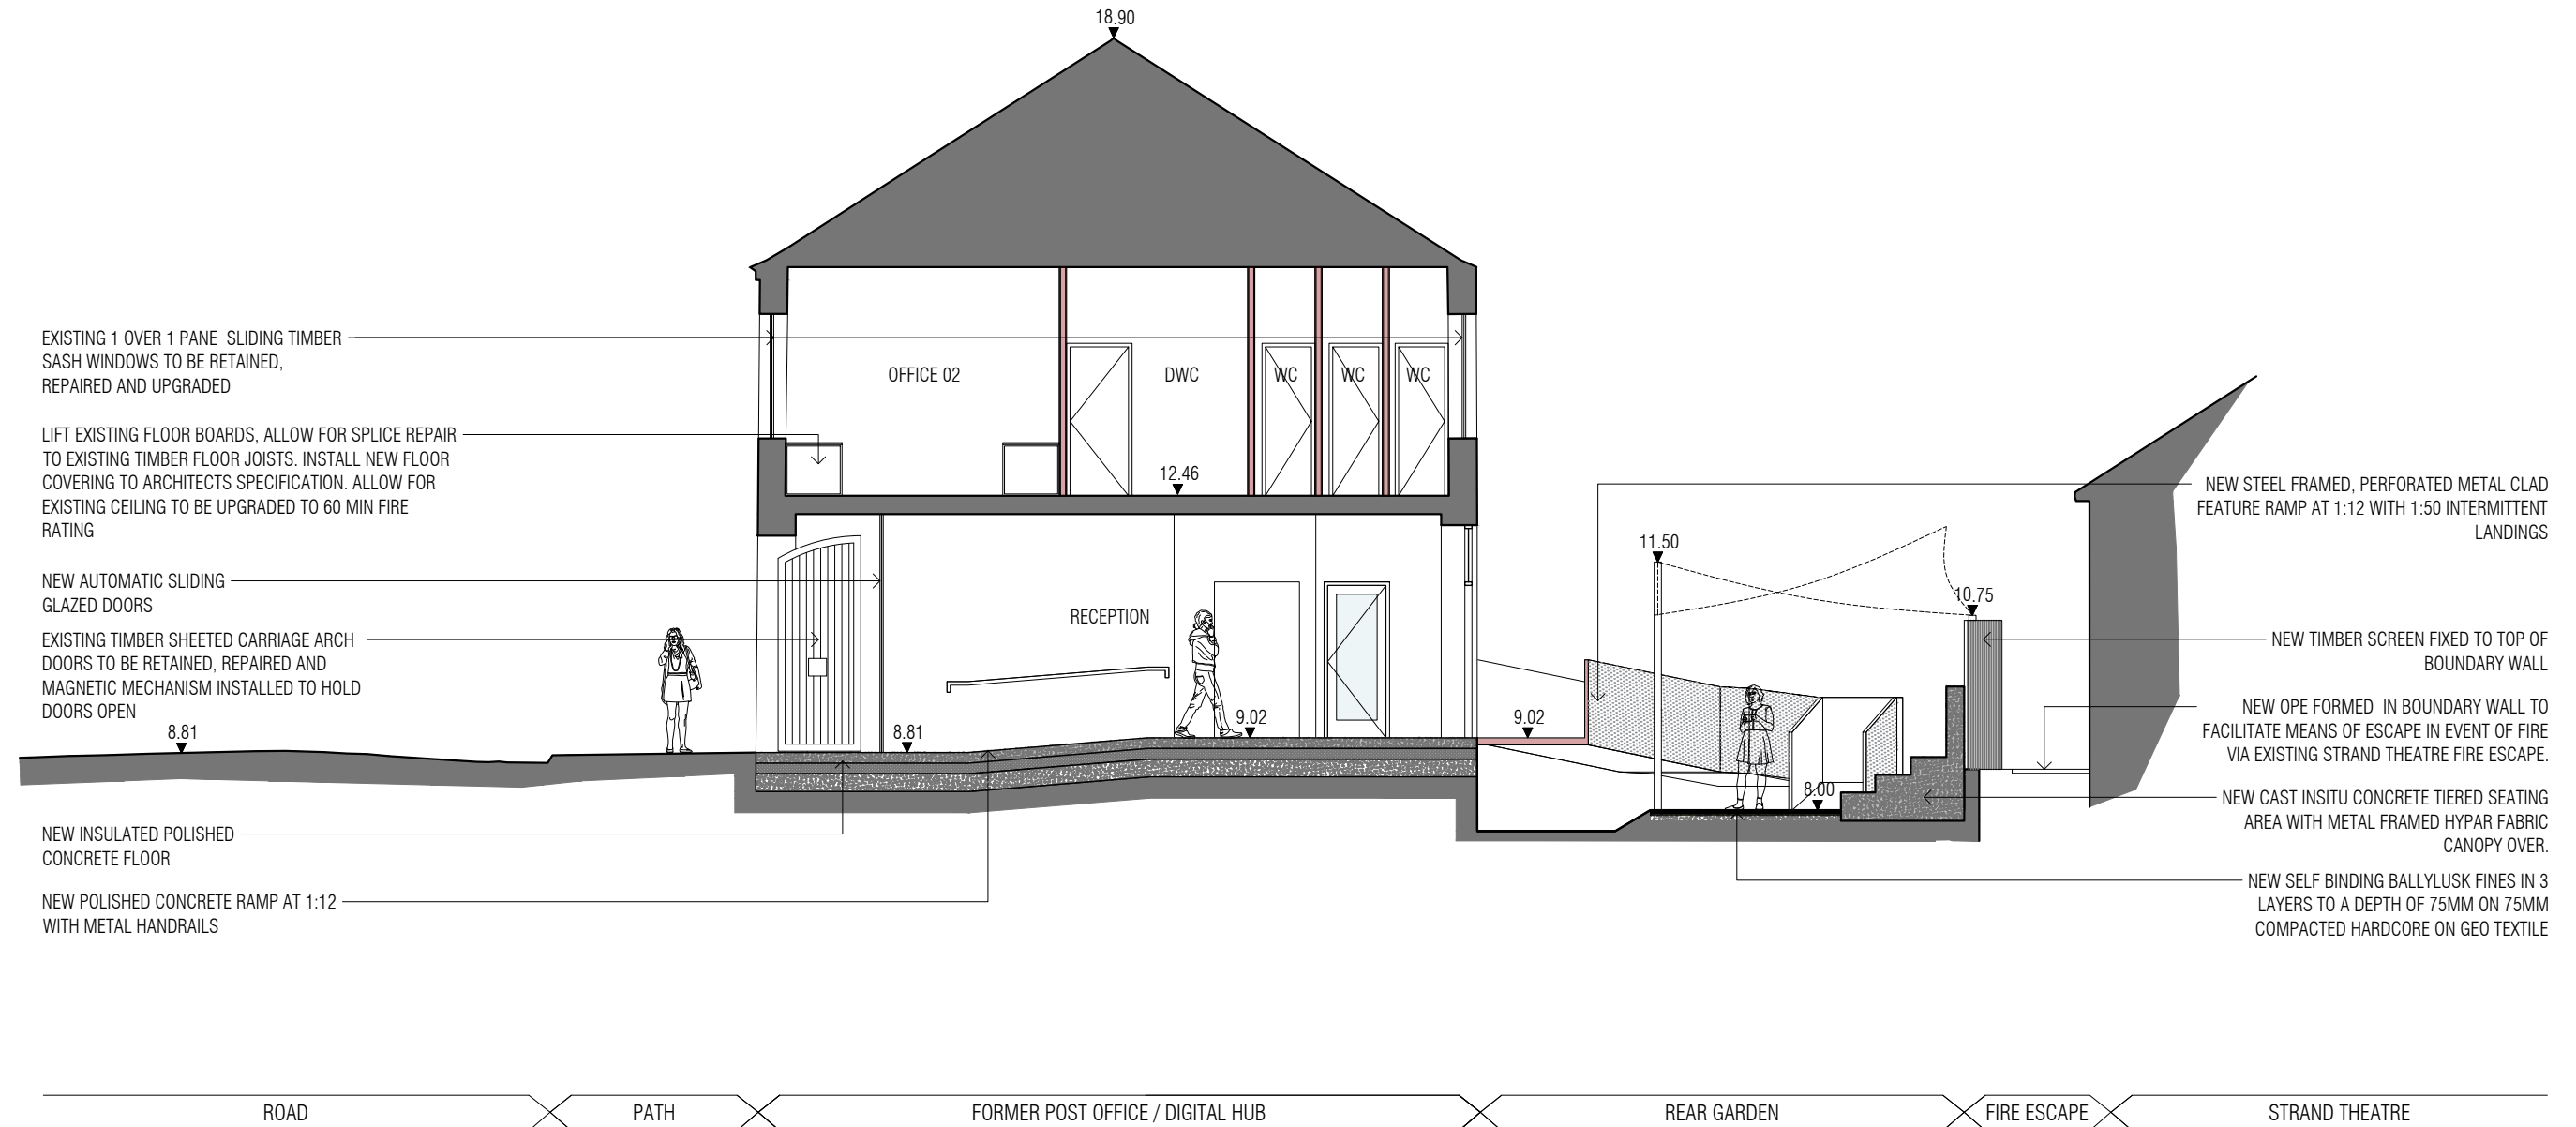 18.90
EXISTING 1 OVER 1 PANE SLIDING TIMBER
SASH WINDOWS TO BE RETAINED,
REPAIRED AND UPGRADED
LIFT EXISTING FLOOR BOARDS, ALLOW FOR SPLICE REPAIR
TO EXISTING TIMBER FLOOR JOISTS. INSTALL NEW FLOOR
COVERING TO ARCHITECTS SPECIFICATION. ALLOW FOR
EXISTING CEILING TO BE UPGRADED TO 60 MIN FIRE
RATING
NEW AUTOMATIC SLIDING
GLAZED DOORS
EXISTING TIMBER SHEETED CARRIAGE ARCH
DOORS TO BE RETAINED, REPAIRED AND
MAGNETIC MECHANISM INSTALLED TO HOLD
DOORS OPEN
8.81
NEW INSULATED POLISHED
CONCRETE FLOOR
NEW POLISHED CONCRETE RAMP AT 1:12
WITH METAL HANDRAILS
OFFICE 02
DWC
WC
WC
WC
12.46
RECEPTION
8.81
9.02
9.02
11.50
10.75
8.00
NEW STEEL FRAMED, PERFORATED METAL CLAD
FEATURE RAMP AT 1:12 WITH 1:50 INTERMITTENT
LANDINGS
NEW TIMBER SCREEN FIXED TO TOP OF
BOUNDARY WALL
NEW OPE FORMED IN BOUNDARY WALL TO
FACILITATE MEANS OF ESCAPE IN EVENT OF FIRE
VIA EXISTING STRAND THEATRE FIRE ESCAPE.
NEW CAST INSITU CONCRETE TIERED SEATING
AREA WITH METAL FRAMED HYPAR FABRIC
CANOPY OVER.
NEW SELF BINDING BALLYLUSK FINES IN 3
LAYERS TO A DEPTH OF 75MM ON 75MM
COMPACTED HARDCORE ON GEO TEXTILE
ROAD
PATH
FORMER POST OFFICE / DIGITAL HUB
REAR GARDEN
FIRE ESCAPE
STRAND THEATRE